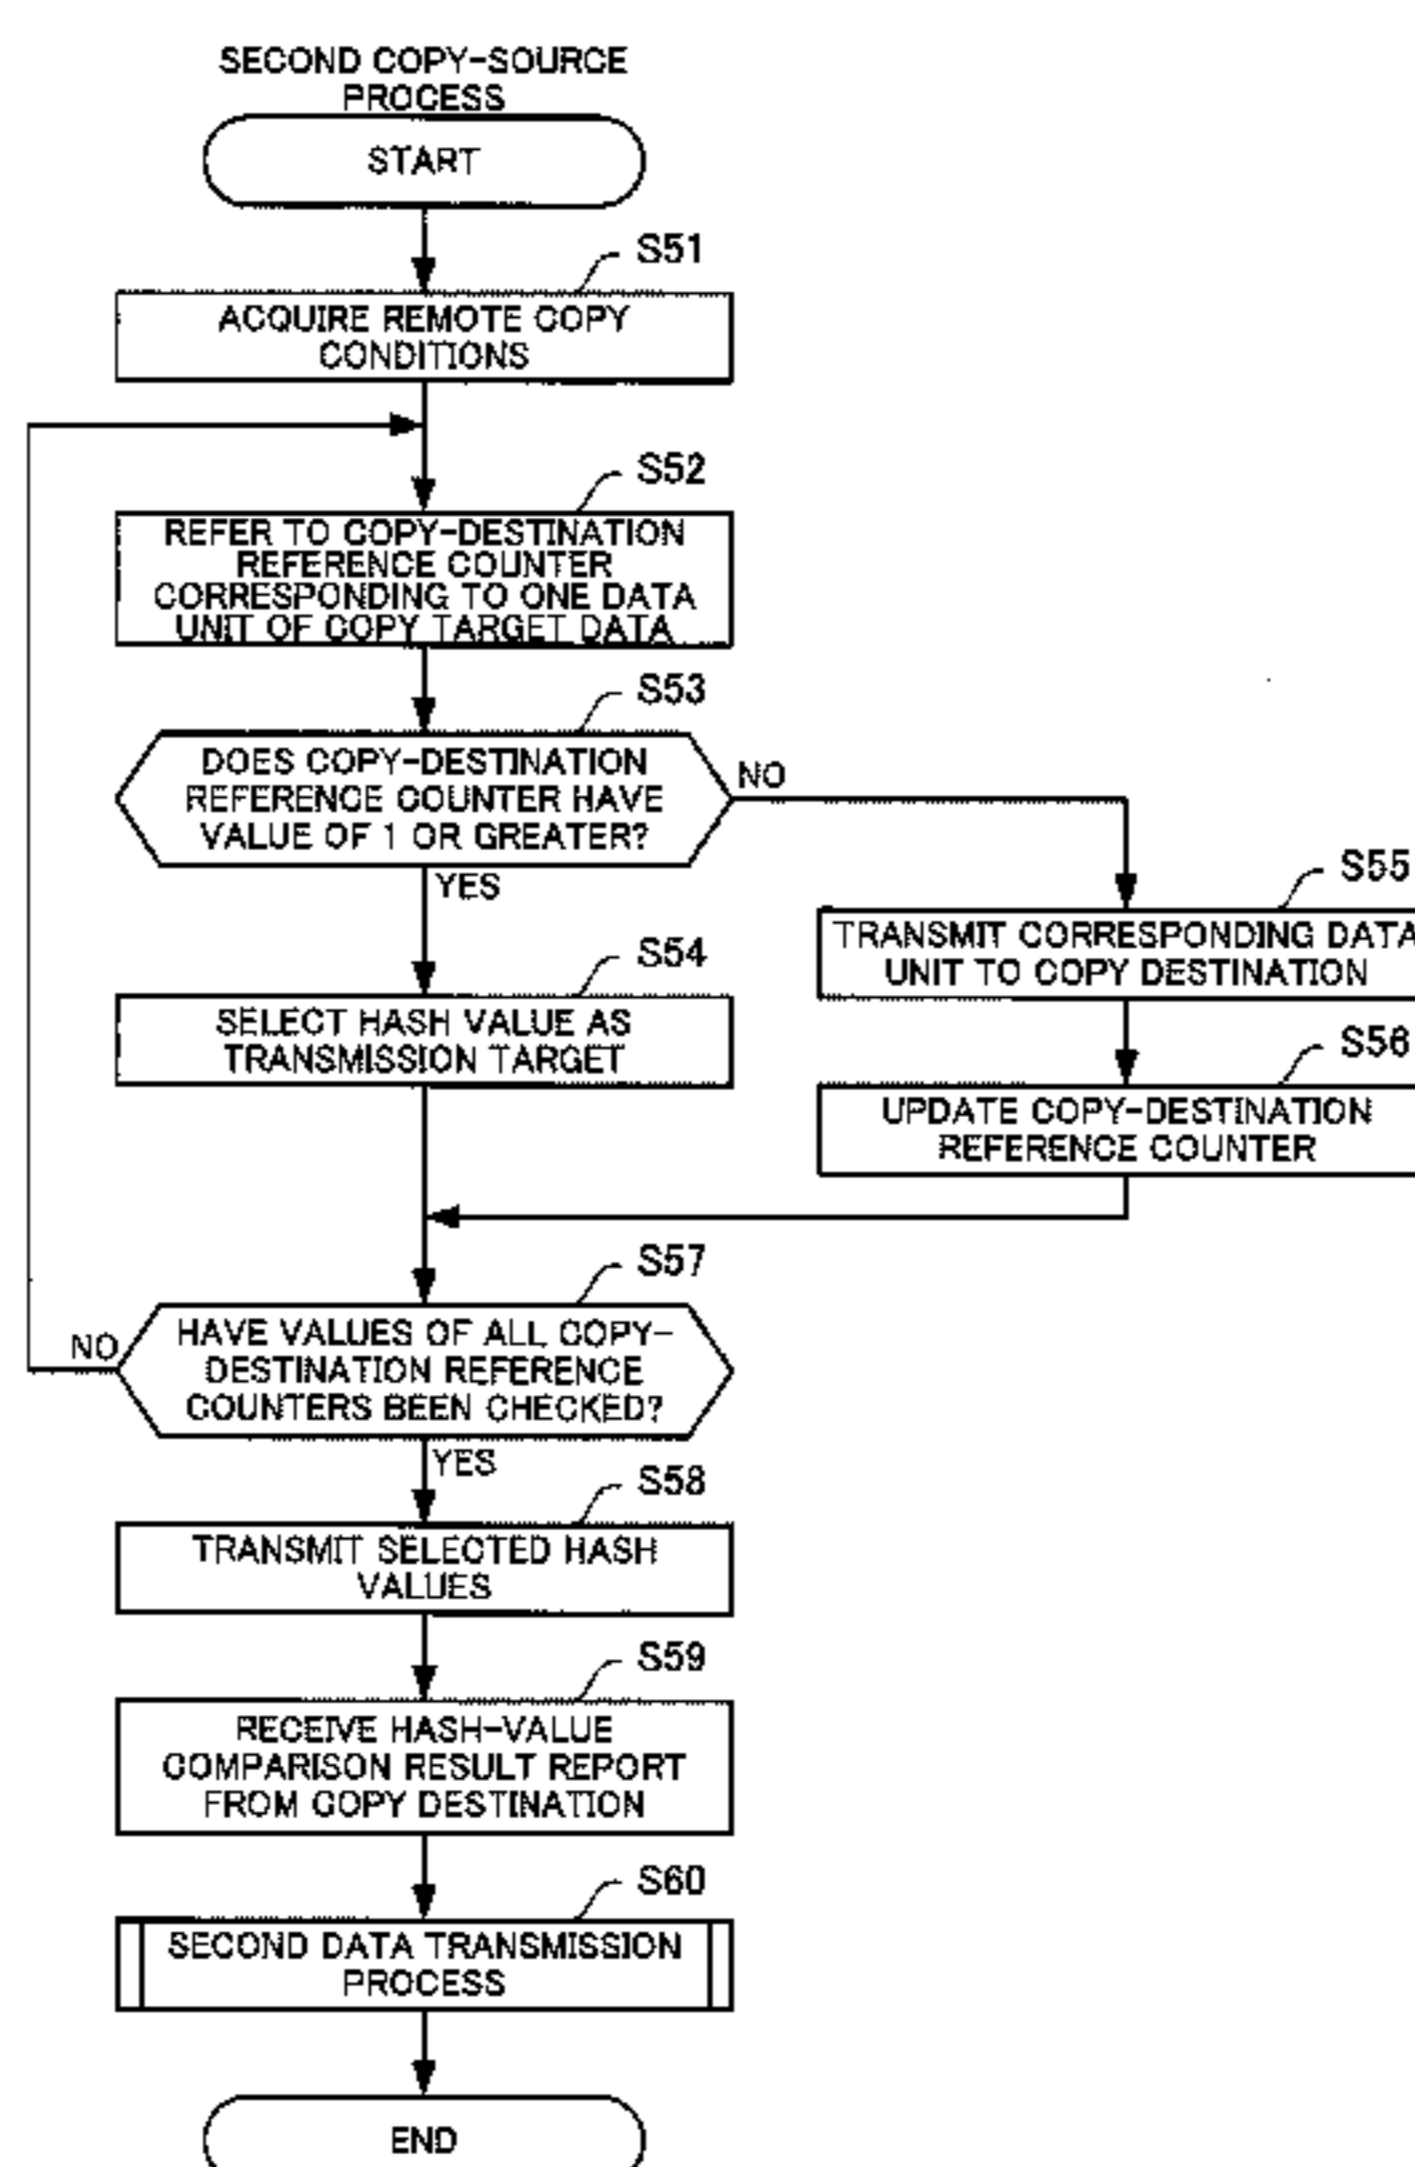 SECOND COPY-SOURCE
PROCESS
START
S51
ACQUIRE REMOTE COPY
CONDITIONS
S52
REFER TO COPY-DESTINATION
REFERENCE COUNTER
CORRESPONDING TO ONE DATA
UNIT OF COPY TARGET DATA
S53
DOES COPY-DESTINATION
REFERENCE COUNTER HAVE
VALUE OF 1 OR GREATER?
NO
YES
S54
SELECT HASH VALUE AS
TRANSMISSION TARGET
S55
TRANSMIT CORRESPONDING DATA
UNIT TO COPY DESTINATION
S56
UPDATE COPY-DESTINATION
REFERENCE COUNTER
S57
HAVE VALUES OF ALL COPY-
DESTINATION REFERENCE
COUNTERS BEEN CHECKED?
NO
YES
S58
TRANSMIT SELECTED HASH
VALUES
S59
RECEIVE HASH-VALUE
COMPARISON RESULT REPORT
FROM COPY DESTINATION
S60
SECOND DATA TRANSMISSION
PROCESS
END